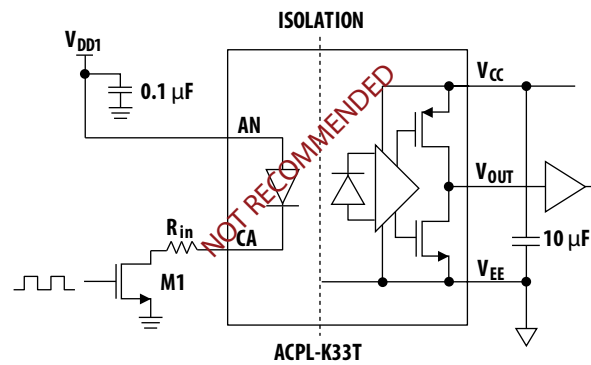 ISOLATION
VDD1
0.1 µF
AN
NOT RECOMMENDED
VCC
VOUT
Rin
CA
M1
10 µF
VEE
ACPL-K33T